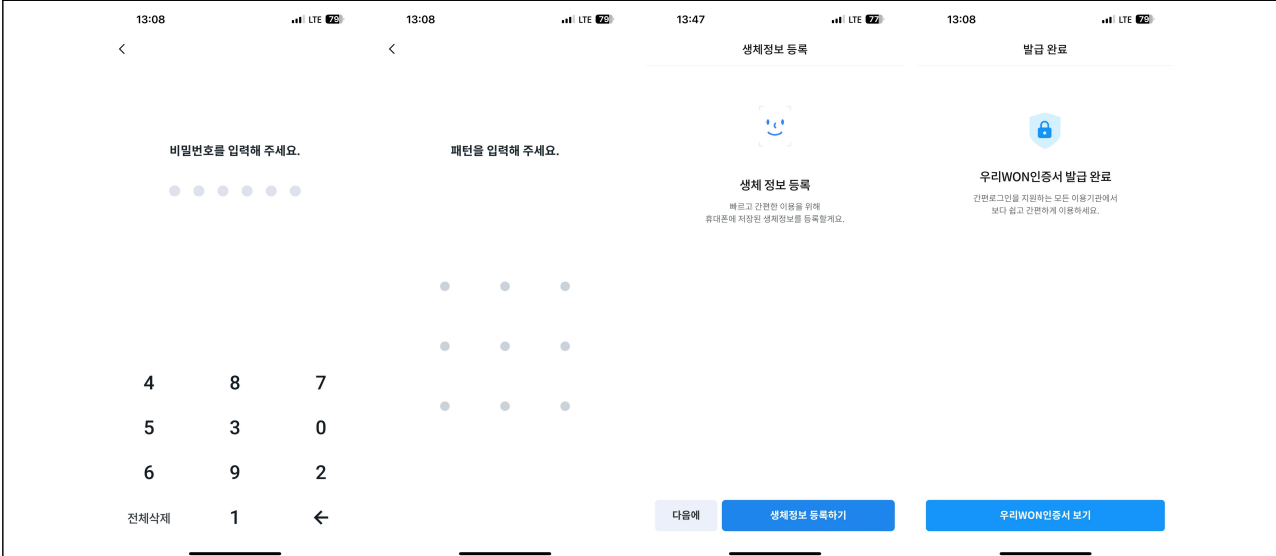 13:08
LTE 79
비밀번호를 입력해 주세요.
4 8 7
5 3 0
6 9 2
전체삭제 1
13:08
LTE 79
패턴을 입력해 주세요.
13:47
LTE 77
생체정보 등록
생체 정보 등록
빠르고 간편한 이용을 위해
휴대폰에 저장된 생체정보를 등록할게요.
다음에 생체정보 등록하기
13:08
LTE 79
발급 완료
우리WON인증서 발급 완료
간편로그인을 지원하는 모든 이용기관에서
보다 쉽고 간편하게 이용하세요.
우리WON인증서 보기